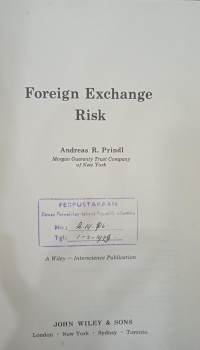 Foreign Exchange
Risk
Andreas R. Prindl
Morgan Guaranty Trust Company
of New York
PERPUSTAKAAN
No:
Tgl:
A Wiley — Interscience Publication
JOHN WILEY & SONS
London · New York · Sydney · Toronto